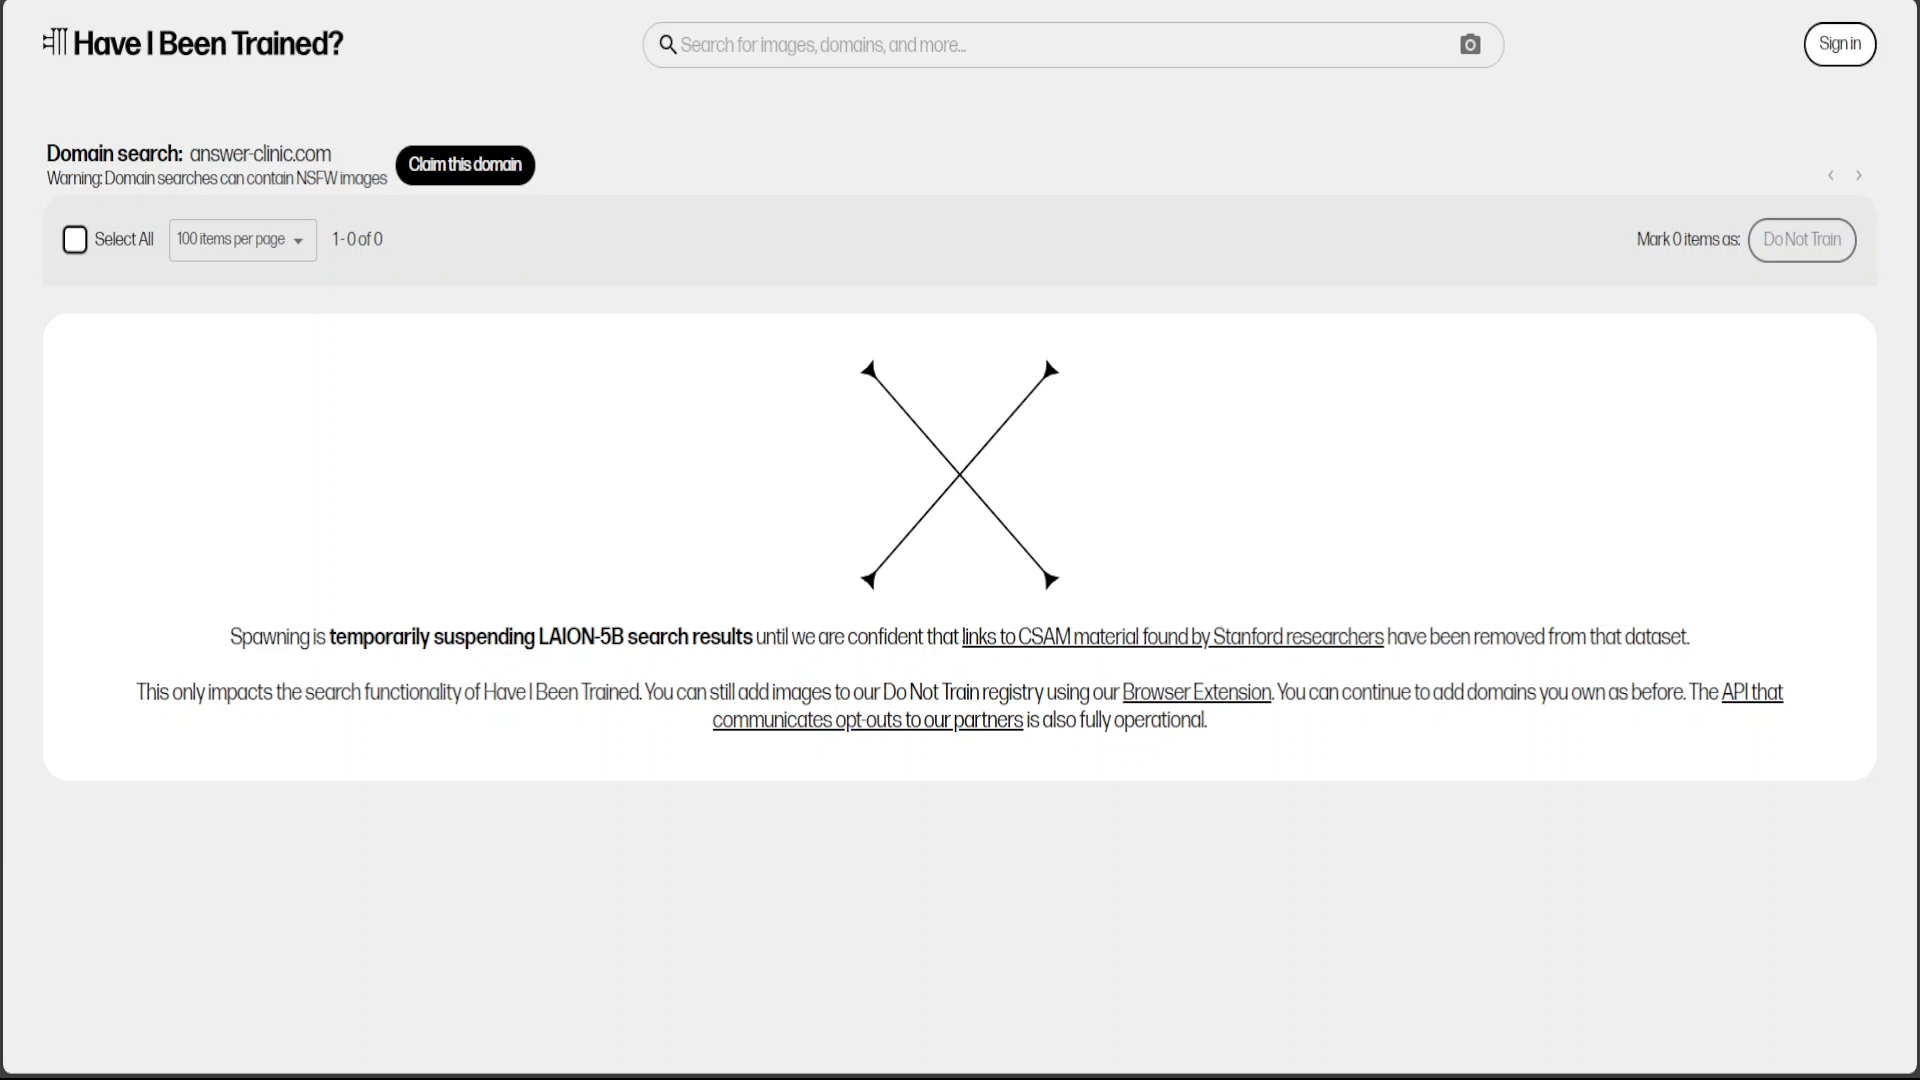 Have I Been Trained?
Search for images, domains, and more...
Sign in
Domain search: answer-clinic.com
Claim this domain
Warning: Domain searches can contain NSFW images
Select All
100 items per page
1 - 0 of 0
Mark 0 items as:
Do Not Train
Spawning is temporarily suspending LAION-5B search results until we are confident that links to CSAM material found by Stanford researchers have been removed from that dataset.
This only impacts the search functionality of Have I Been Trained. You can still add images to our Do Not Train registry using our Browser Extension. You can continue to add domains you own as before. The API that
communicates opt-outs to our partners is also fully operational.